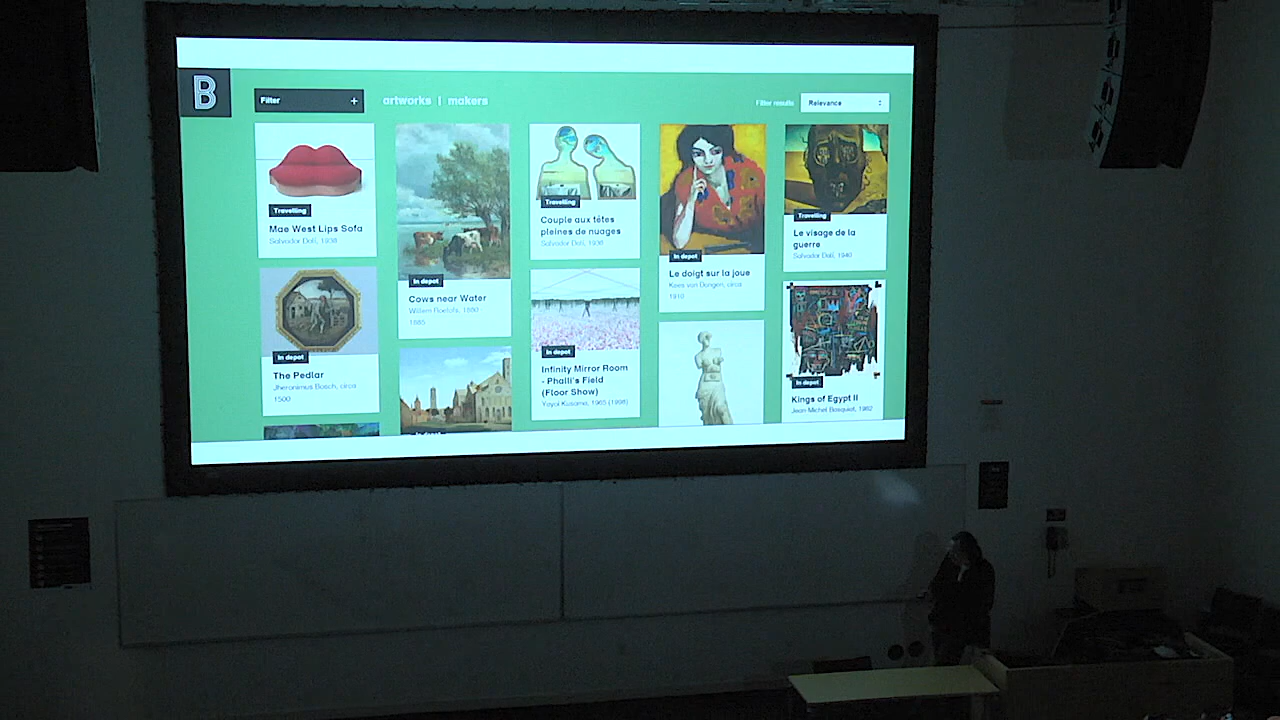 B
Filter +
artworks | makers
Filter results
Relevance
Travelling
Mae West Lips Sofa
Salvador Dalí, 1938
In depot
The Pedlar
Jheronimus Bosch, circa
1500
In depot
Cows near Water
Willem Roelofs, 1880-
1885
In depot
Travelling
Couple aux têtes
pleines de nuages
Salvador Dalí, 1936
In depot
Infinity Mirror Room
- Phalli's Field
(Floor Show)
Yayoi Kusama, 1965 (1998)
In depot
Le doigt sur la joue
Kees van Dongen, circa
1910
Travelling
Le visage de la
guerre
Salvador Dalí, 1940
In depot
Kings of Egypt II
Jean-Michel Basquiat, 1982